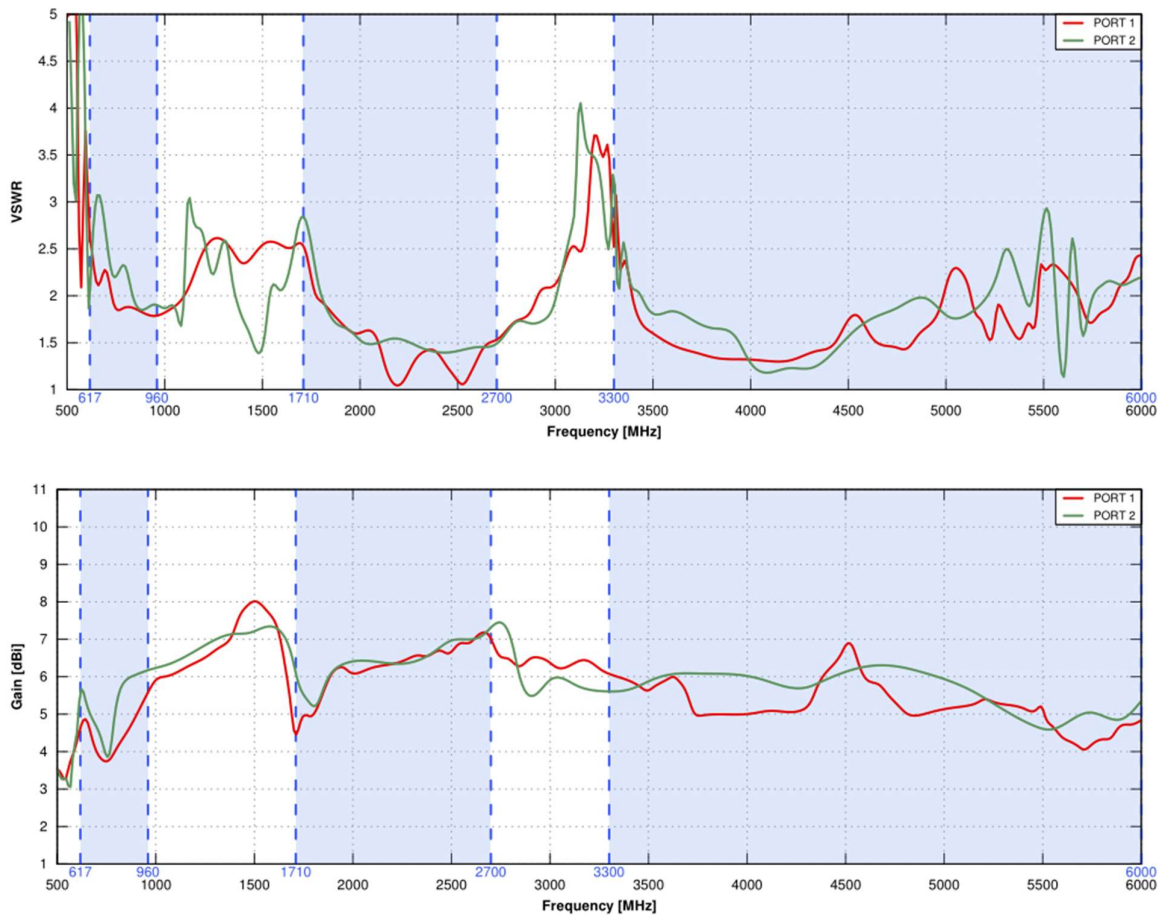 5
4.5
4
3.5
3
2.5
2
1.5
1
VSWR
PORT 1
PORT 2
500 617 960 1000 1500 1710 2000 2500 2700 3000 3300 3500 4000 4500 5000 5500 6000 6000
Frequency [MHz]
11
10
9
8
7
6
5
4
3
2
1
Gain [dBi]
PORT 1
PORT 2
617 960 1710 2700 3300 6000
500 1000 1500 2000 2500 3000 3500 4000 4500 5000 5500 6000
Frequency [MHz]